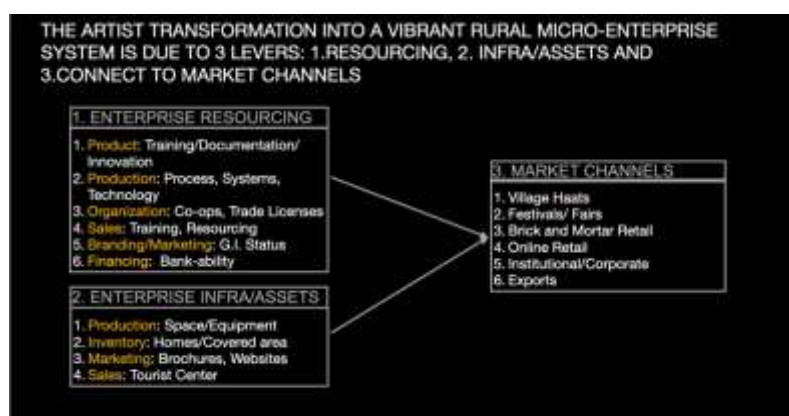 THE ARTIST TRANSFORMATION INTO A VIBRANT RURAL MICRO-ENTERPRISE
SYSTEM IS DUE TO 3 LEVERS: 1.RESOURCING, 2. INFRA/ASSETS AND
3.CONNECT TO MARKET CHANNELS
1. ENTERPRISE RESOURCING
1. Product: Training/Documentation/
Innovation
2. Production: Process, Systems,
Technology
3. Organization: Co-ops, Trade Licenses
4. Sales: Training, Resourcing
5. Branding/Marketing: G.I. Status
6. Financing: Bank-ability
2. ENTERPRISE INFRA/ASSETS
1. Production: Space/Equipment
2. Inventory: Homes/Covered area
3. Marketing: Brochures, Websites
4. Sales: Tourist Center
3. MARKET CHANNELS
1. Village Haats
2. Festivals/ Fairs
3. Brick and Mortar Retail
4. Online Retail
5. Institutional/Corporate
6. Exports